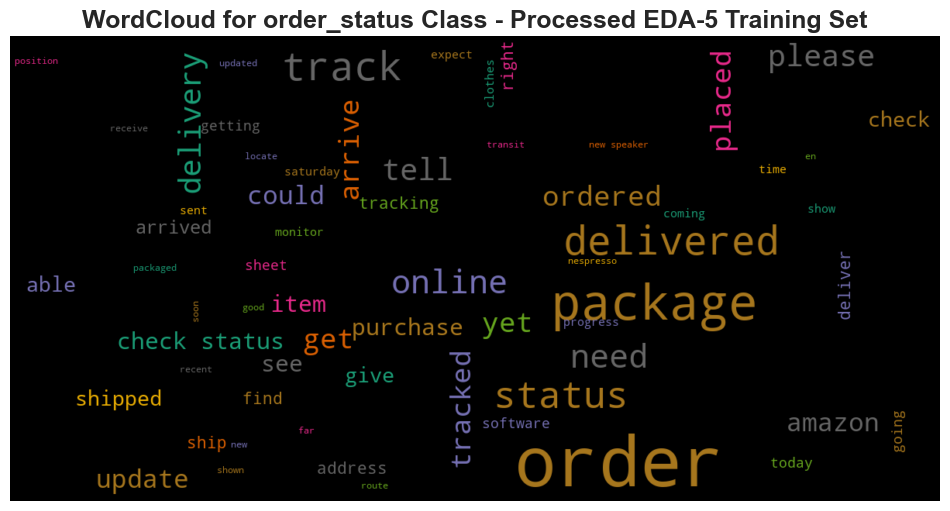 WordCloud for order_status Class - Processed EDA-5 Training Set
position
updated
track
expect
right
clothes
placed
please
delivery
receive
getting
arrive
check
locate
saturday
tell
transit
new speaker
time
en
could
tracking
ordered
sent
coming
show
arrived
monitor
delivered
packaged
sheet
nespresso
able
online
deliver
soon
good
item
package
progress
check status
get
purchase
yet
need
recent
see
give
tracked
status
shipped
find
software
amazon
going
far
ship
new
order
update
shown
address
route
today